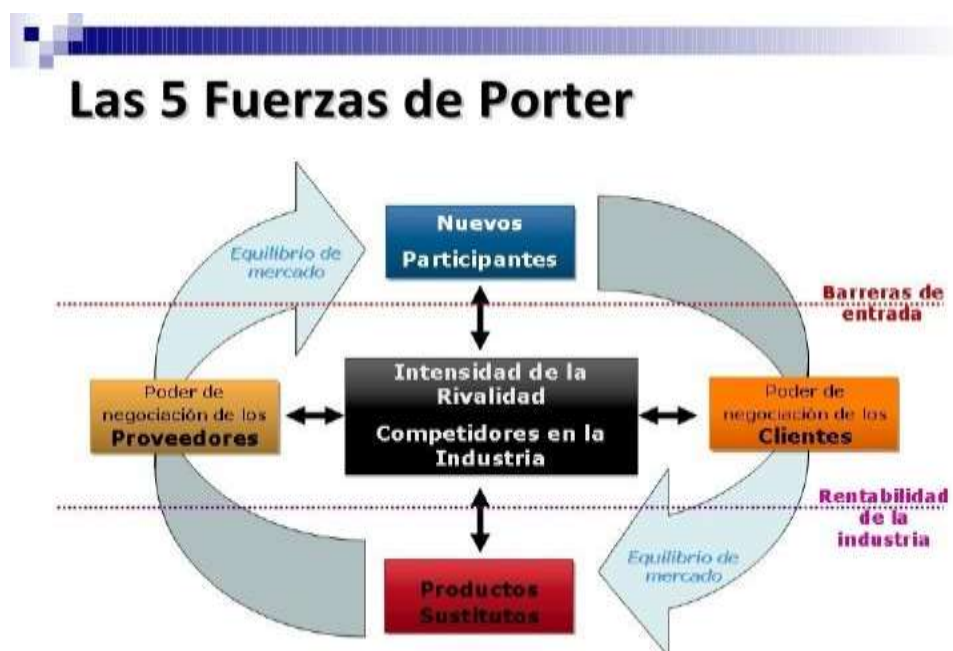 Las 5 Fuerzas de Porter
Nuevos
Participantes
Equilibrio de
mercado
Barreras de
entrada
Poder de
negociación de los
Proveedores
Intensidad de la
Rivalidad
Competidores en la
Industria
Poder de
negociación de los
Clientes
Rentabilidad
de la
industria
Equilibrio de
mercado
Productos
Sustitutos